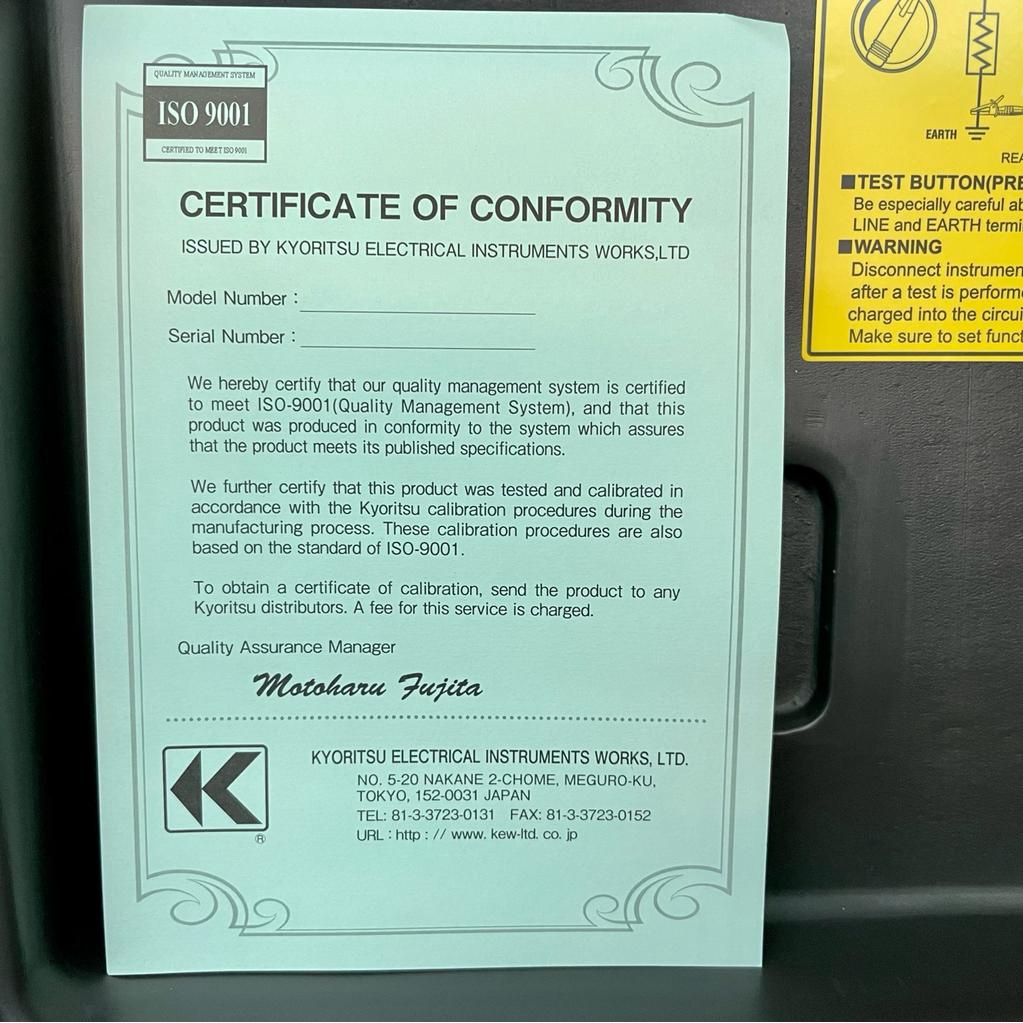 QUALITY MANAGEMENT SYSTEM
ISO 9001
CERTIFIED TO MEET ISO 9001
CERTIFICATE OF CONFORMITY
ISSUED BY KYORITSU ELECTRICAL INSTRUMENTS WORKS,LTD
Model Number :
Serial Number :
We hereby certify that our quality management system is certified
to meet ISO-9001(Quality Management System), and that this
product was produced in conformity to the system which assures
that the product meets its published specifications.
We further certify that this product was tested and calibrated in
accordance with the Kyoritsu calibration procedures during the
manufacturing process. These calibration procedures are also
based on the standard of ISO-9001.
To obtain a certificate of calibration, send the product to any
Kyoritsu distributors. A fee for this service is charged.
Quality Assurance Manager
Motoharu Fujita
KYORITSU ELECTRICAL INSTRUMENTS WORKS, LTD.
NO. 5-20 NAKANE 2-CHOME, MEGURO-KU,
TOKYO, 152-0031 JAPAN
TEL: 81-3-3723-0131 FAX: 81-3-3723-0152
URL : http : // www. kew-ltd. co. jp
K
®
EARTH
REA
■TEST BUTTON(PRE
Be especially careful ab
LINE and EARTH termi
■WARNING
Disconnect instrumen
after a test is perform
charged into the circui
Make sure to set funct